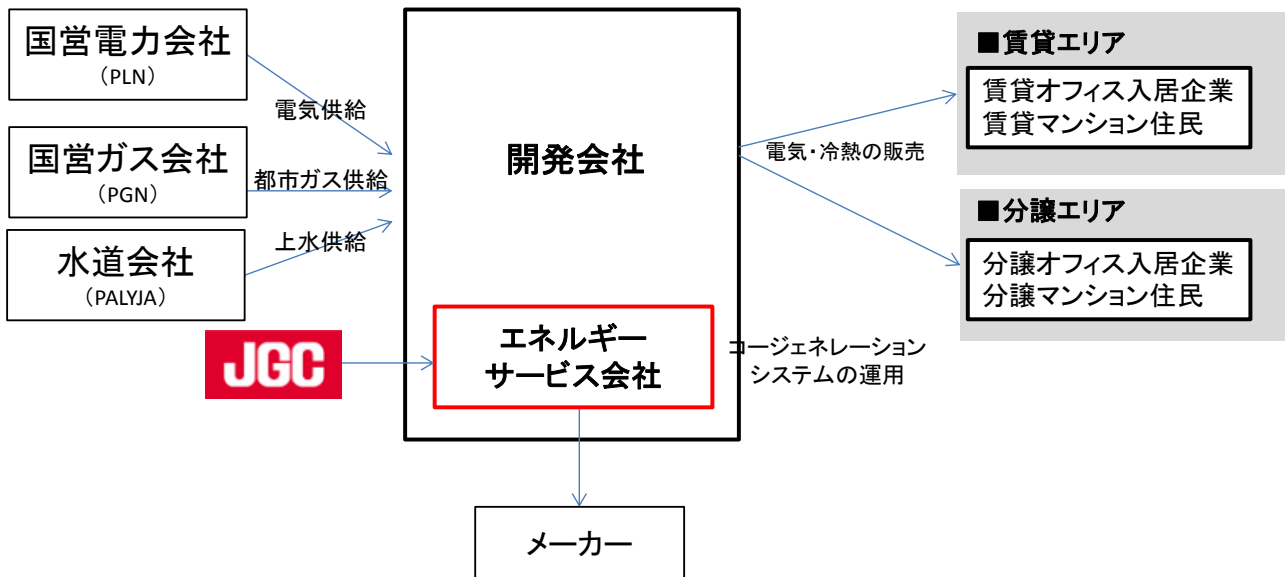 国営電力会社
（PLN）
電気供給
国営ガス会社
（PGN）
都市ガス供給
水道会社
（PALYJA）
上水供給
JGC
開発会社
エネルギー
サービス会社
コージェネレーション
システムの運用
メーカー
電気・冷熱の販売
■賃貸エリア
賃貸オフィス入居企業
賃貸マンション住民
■分譲エリア
分譲オフィス入居企業
分譲マンション住民